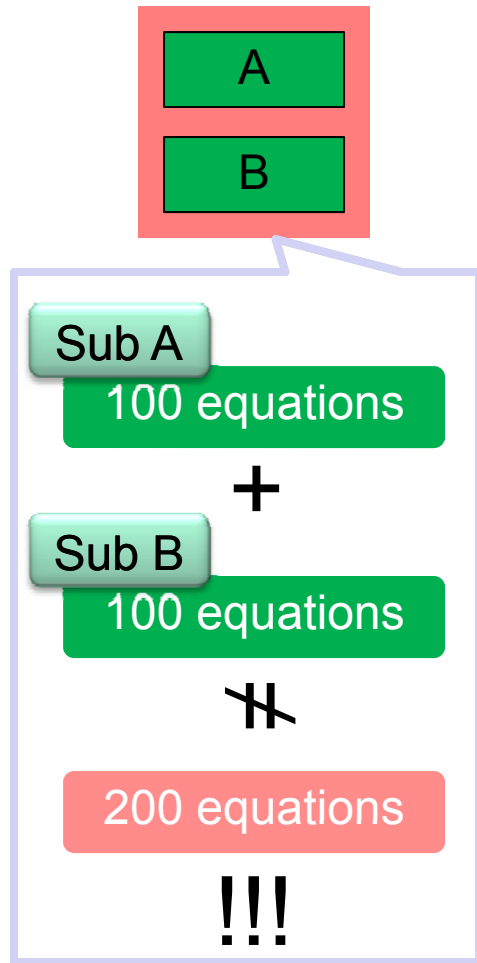 A
B
Sub A
100 equations
+
Sub B
100 equations
≠
200 equations
!!!